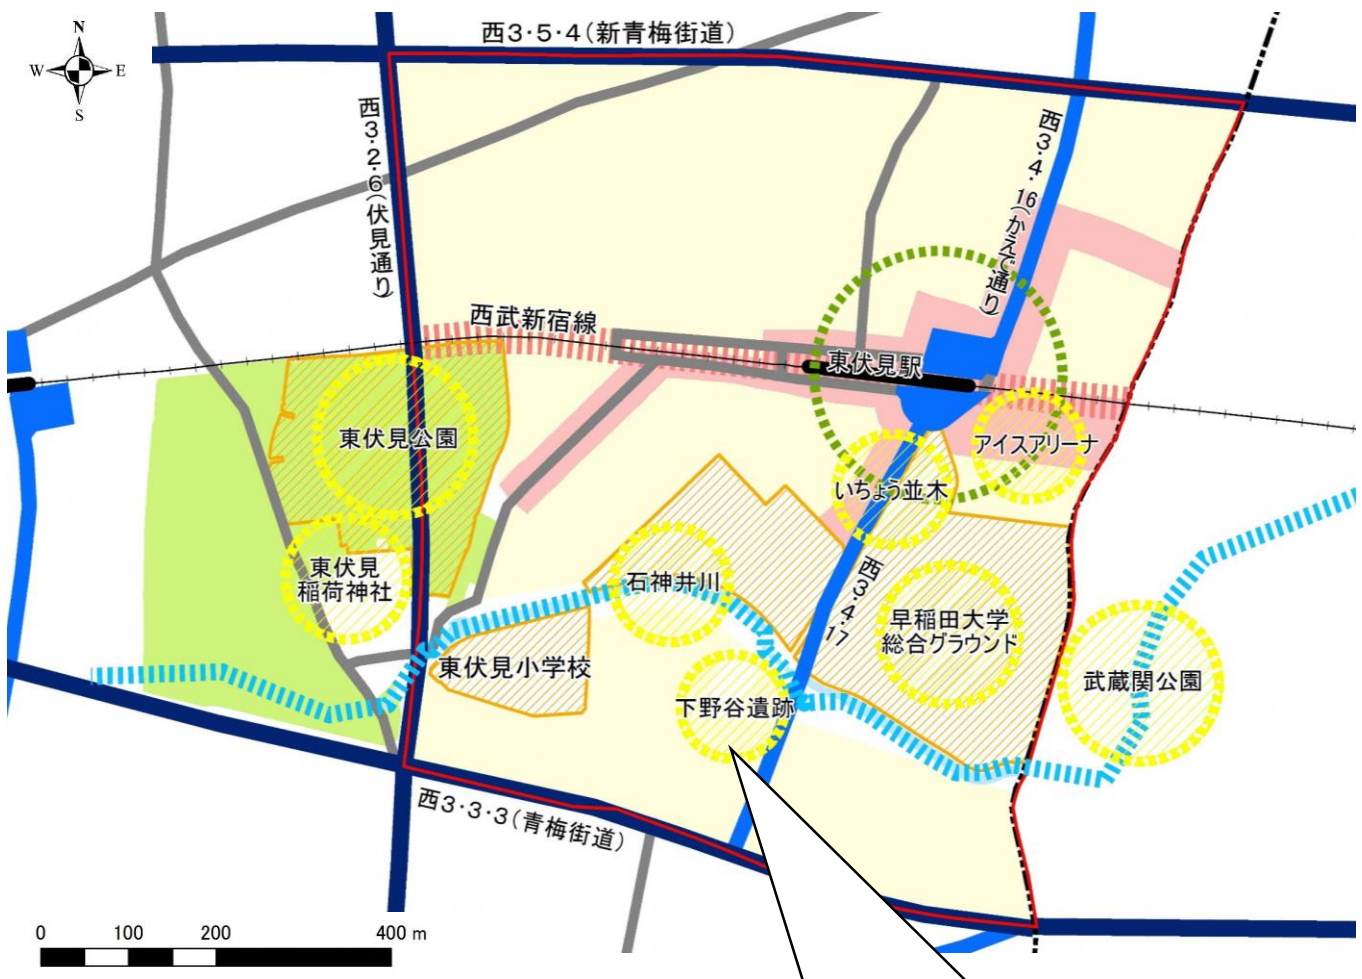 N
W E
S
西3・5・4(新青梅街道)
西3・2・6(伏見通り)
西3・4・16(かえで通り)
西武新宿線
東伏見駅
東伏見公園
アイスアリーナ
いちょう並木
東伏見
稲荷神社
石神井川
西3・4・17
早稲田大学
総合グラウンド
東伏見小学校
下野谷遺跡
武蔵関公園
西3・3・3(青梅街道)
0 100 200 400 m